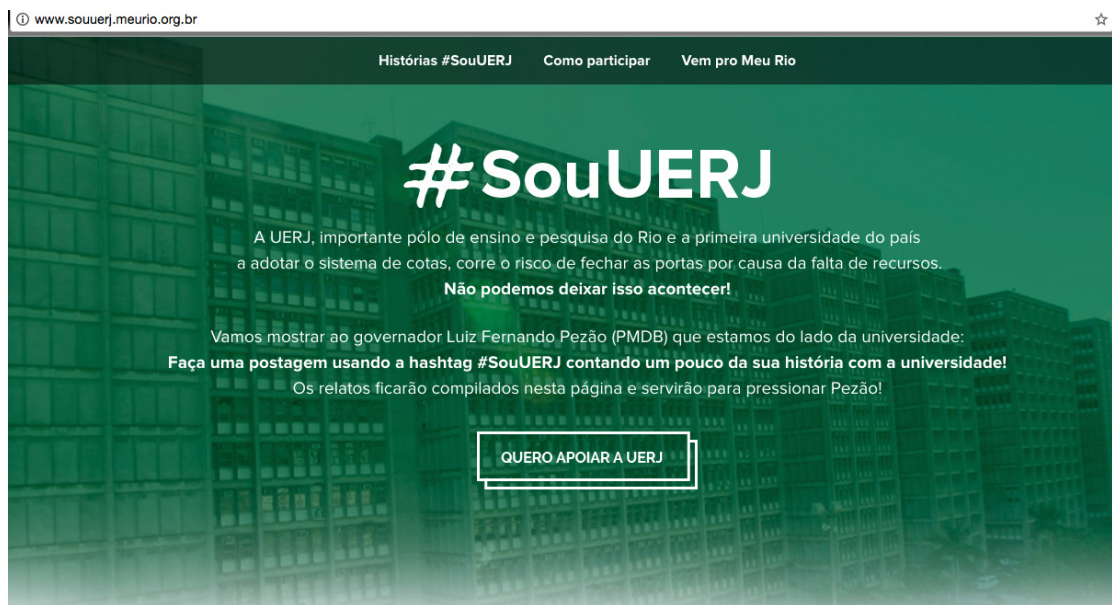 www.souuerj.meurio.org.br
Histórias #SouUERJ Como participar Vem pro Meu Rio
#SouUERJ
A UERJ, importante pólo de ensino e pesquisa do Rio e a primeira universidade do país
a adotar o sistema de cotas, corre o risco de fechar as portas por causa da falta de recursos.
Não podemos deixar isso acontecer!
Vamos mostrar ao governador Luiz Fernando Pezão (PMDB) que estamos do lado da universidade:
Faça uma postagem usando a hashtag #SouUERJ contando um pouco da sua história com a universidade!
Os relatos ficarão compilados nesta página e servirão para pressionar Pezão!
QUERO APOIAR A UERJ